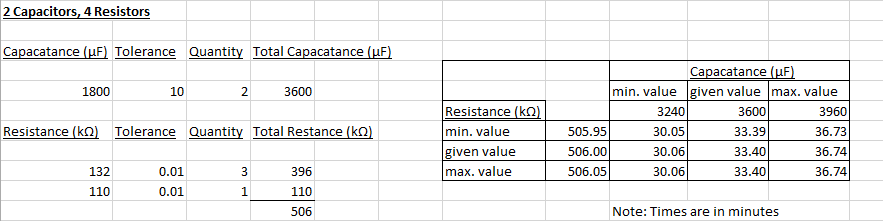 2 Capacitors, 4 Resistors
Capacatance (µF) Tolerance Quantity Total Capacatance (µF)
1800 10 2 3600
Resistance (kΩ) Tolerance Quantity Total Restance (kΩ)
132 0.01 3 396
110 0.01 1 110
506
Capacatance (µF)
min. value given value max. value
Resistance (kΩ) 3240 3600 3960
min. value 505.95 30.05 33.39 36.73
given value 506.00 30.06 33.40 36.74
max. value 506.05 30.06 33.40 36.74
Note: Times are in minutes